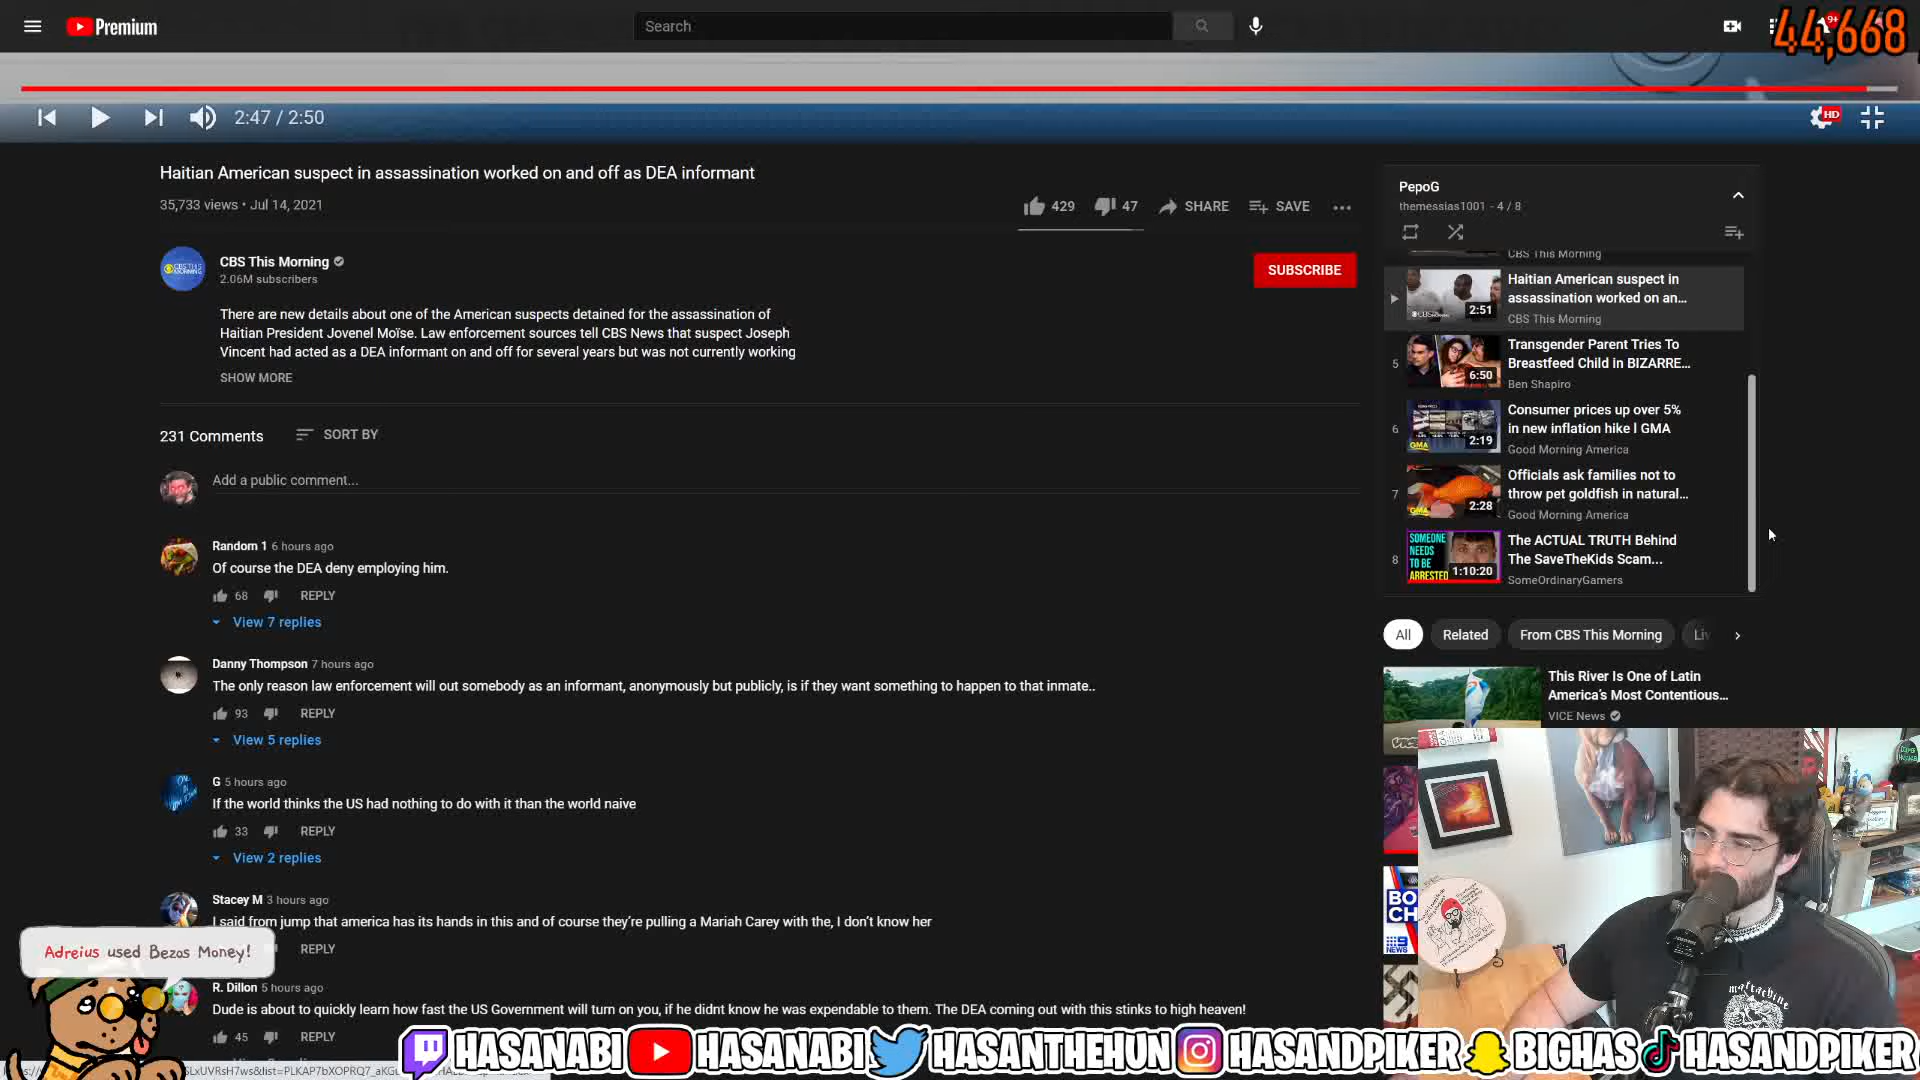 Premium
Search
9+
44,668
2:47 / 2:50
HD
Haitian American suspect in assassination worked on and off as DEA informant
35,733 views • Jul 14, 2021
429
47
SHARE
SAVE
CBS This Morning
2.06M subscribers
SUBSCRIBE
There are new details about one of the American suspects detained for the assassination of
Haitian President Jovenel Moïse. Law enforcement sources tell CBS News that suspect Joseph
Vincent had acted as a DEA informant on and off for several years but was not currently working
SHOW MORE
231 Comments
SORT BY
Add a public comment...
Random 1 6 hours ago
Of course the DEA deny employing him.
68
REPLY
View 7 replies
Danny Thompson 7 hours ago
The only reason law enforcement will out somebody as an informant, anonymously but publicly, is if they want something to happen to that inmate..
93
REPLY
View 5 replies
G 5 hours ago
If the world thinks the US had nothing to do with it than the world naive
33
REPLY
View 2 replies
Stacey M 3 hours ago
I said from jump that america has its hands in this and of course they're pulling a Mariah Carey with the, I don't know her
REPLY
Adreius used Bezos Money!
R. Dillon 5 hours ago
Dude is about to quickly learn how fast the US Government will turn on you, if he didnt know he was expendable to them. The DEA coming out with this stinks to high heaven!
45
REPLY
PepoG
themessias1001 - 4 / 8
CBS This Morning
Haitian American suspect in
assassination worked on an...
CBS This Morning
2:51
5
Transgender Parent Tries To
Breastfeed Child in BIZARRE...
Ben Shapiro
6:50
6
Consumer prices up over 5%
in new inflation hike l GMA
Good Morning America
GMA
2:19
7
Officials ask families not to
throw pet goldfish in natural...
Good Morning America
GMA
2:28
8
The ACTUAL TRUTH Behind
The SaveTheKids Scam...
SomeOrdinaryGamers
SOMEONE
NEEDS
TO BE
ARRESTED
1:10:20
All
Related
From CBS This Morning
This River Is One of Latin
America's Most Contentious...
VICE News
BO
CH
NEWS
HASANABI
HASANABI
HASANTHEHUN
HASANDPIKER
BIGHAS
HASANDPIKER